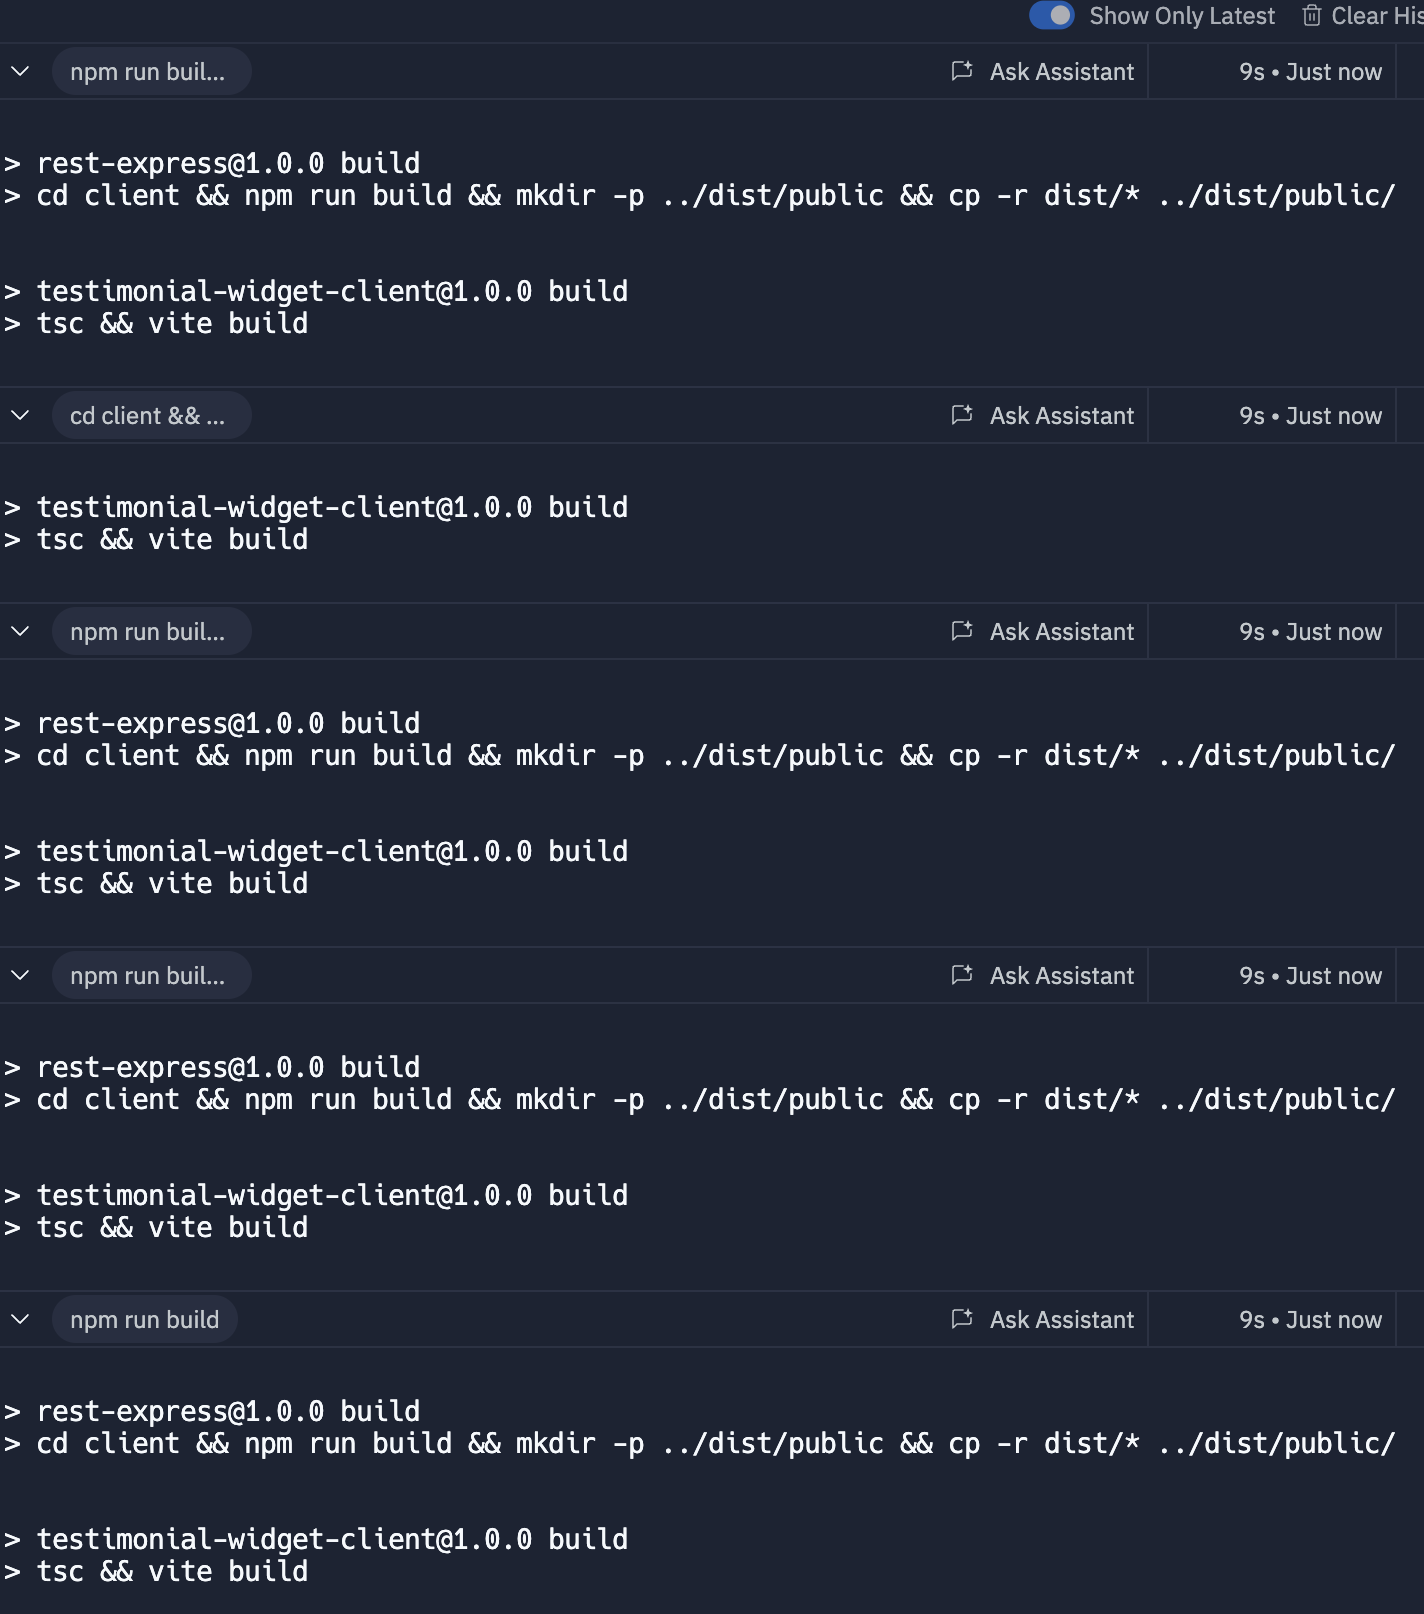 Show Only Latest Clear His
npm run buil... Ask Assistant 9s • Just now
> rest-express@1.0.0 build
> cd client && npm run build && mkdir -p ../dist/public && cp -r dist/* ../dist/public/
> testimonial-widget-client@1.0.0 build
> tsc && vite build
cd client && ... Ask Assistant 9s • Just now
> testimonial-widget-client@1.0.0 build
> tsc && vite build
npm run buil... Ask Assistant 9s • Just now
> rest-express@1.0.0 build
> cd client && npm run build && mkdir -p ../dist/public && cp -r dist/* ../dist/public/
> testimonial-widget-client@1.0.0 build
> tsc && vite build
npm run buil... Ask Assistant 9s • Just now
> rest-express@1.0.0 build
> cd client && npm run build && mkdir -p ../dist/public && cp -r dist/* ../dist/public/
> testimonial-widget-client@1.0.0 build
> tsc && vite build
npm run build Ask Assistant 9s • Just now
> rest-express@1.0.0 build
> cd client && npm run build && mkdir -p ../dist/public && cp -r dist/* ../dist/public/
> testimonial-widget-client@1.0.0 build
> tsc && vite build